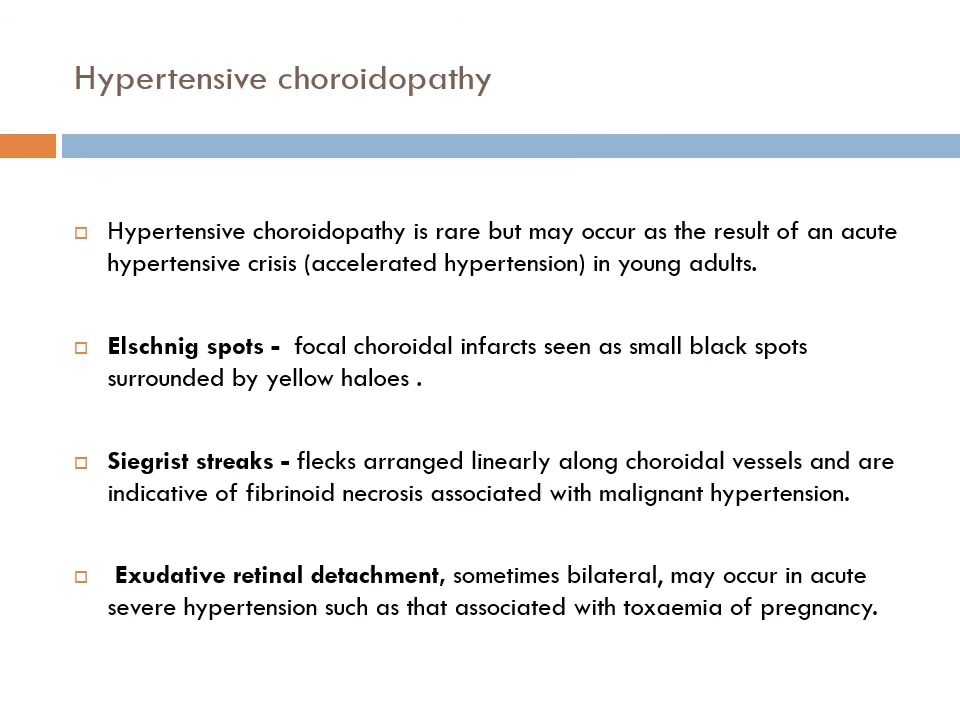 Hypertensive choroidopathy
Hypertensive choroidopathy is rare but may occur as the result of an acute
hypertensive crisis (accelerated hypertension) in young adults.
Elschnig spots - focal choroidal infarcts seen as small black spots
surrounded by yellow haloes .
Siegrist streaks - flecks arranged linearly along choroidal vessels and are
indicative of fibrinoid necrosis associated with malignant hypertension.
Exudative retinal detachment, sometimes bilateral, may occur in acute
severe hypertension such as that associated with toxaemia of pregnancy.